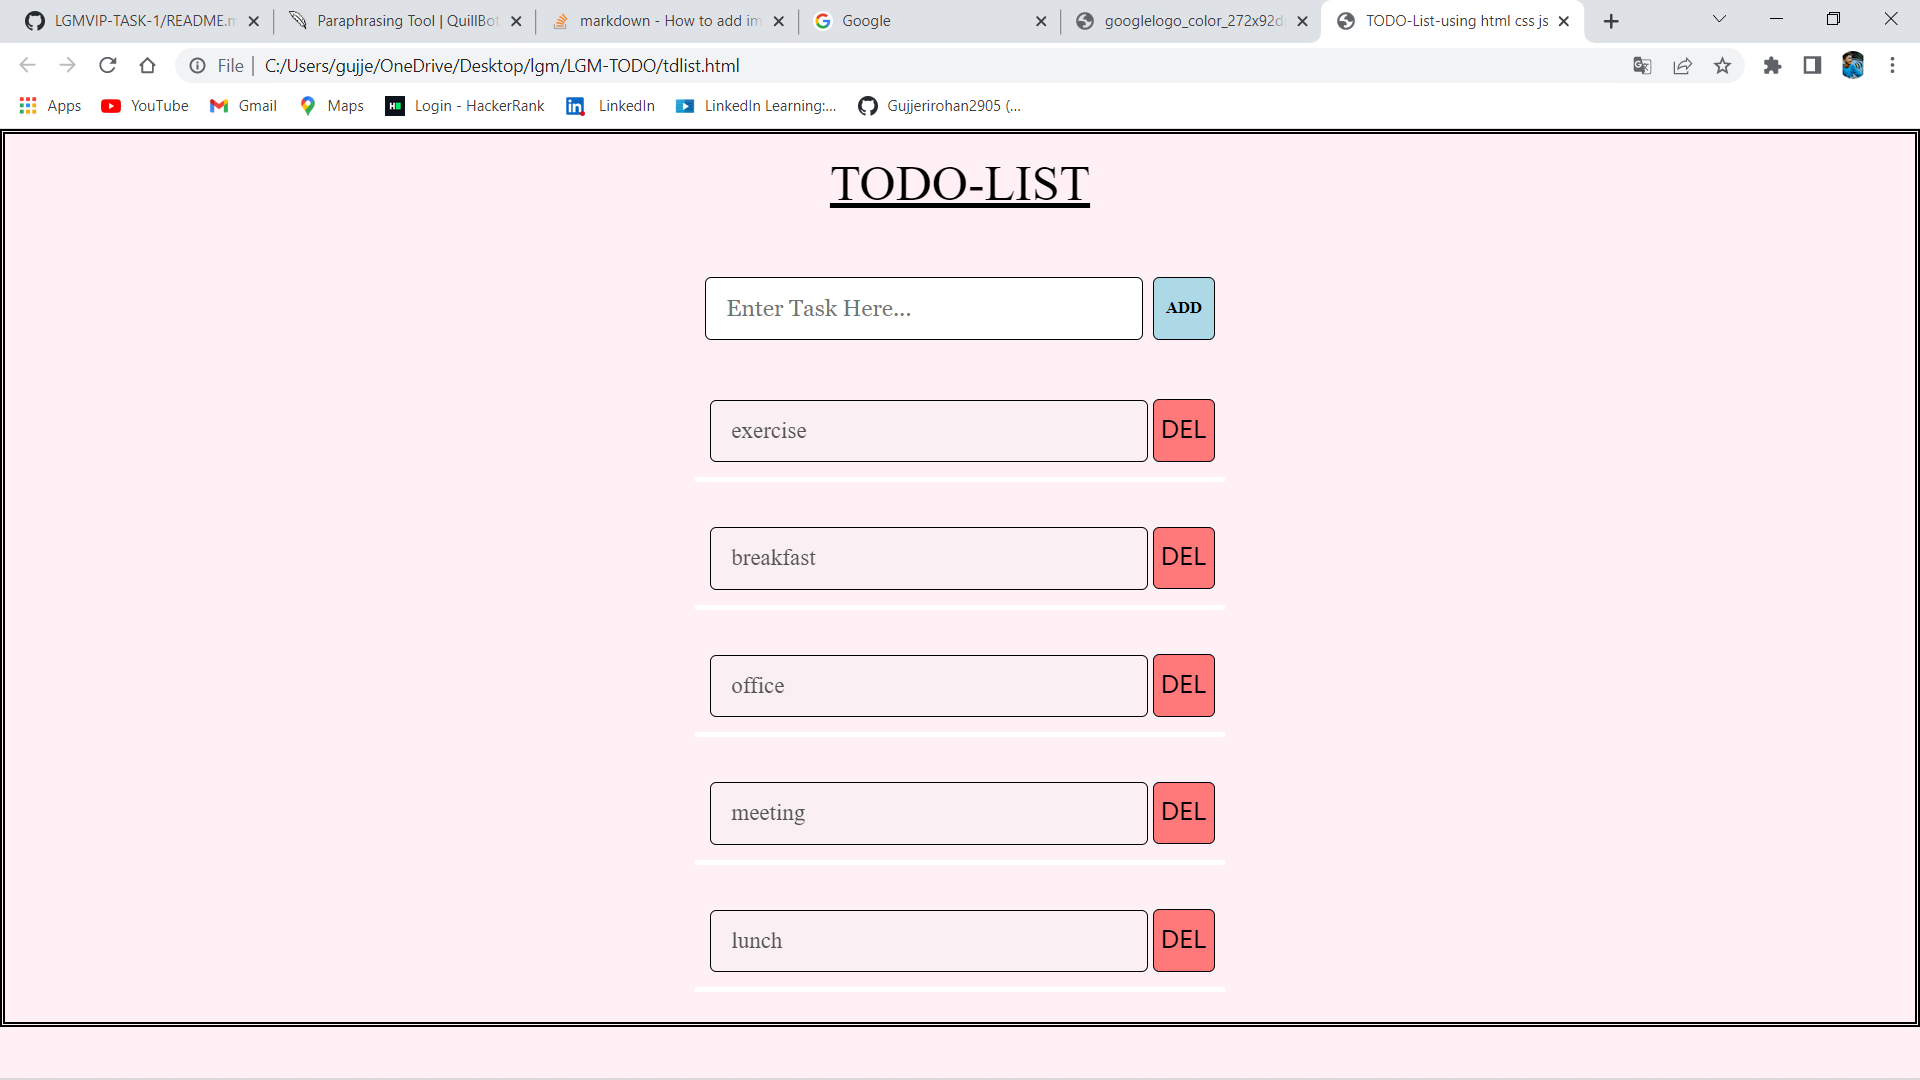 LGMVIP-TASK-1/README.m
Paraphrasing Tool | QuillBot
markdown - How to add im
Google
googlelogo_color_272x92d
TODO-List-using html css js
File | C:/Users/gujje/OneDrive/Desktop/lgm/LGM-TODO/tdlist.html
Apps YouTube Gmail Maps Login - HackerRank LinkedIn LinkedIn Learning:... Gujjerirohan2905 (...
TODO-LIST
Enter Task Here... ADD
exercise DEL
breakfast DEL
office DEL
meeting DEL
lunch DEL